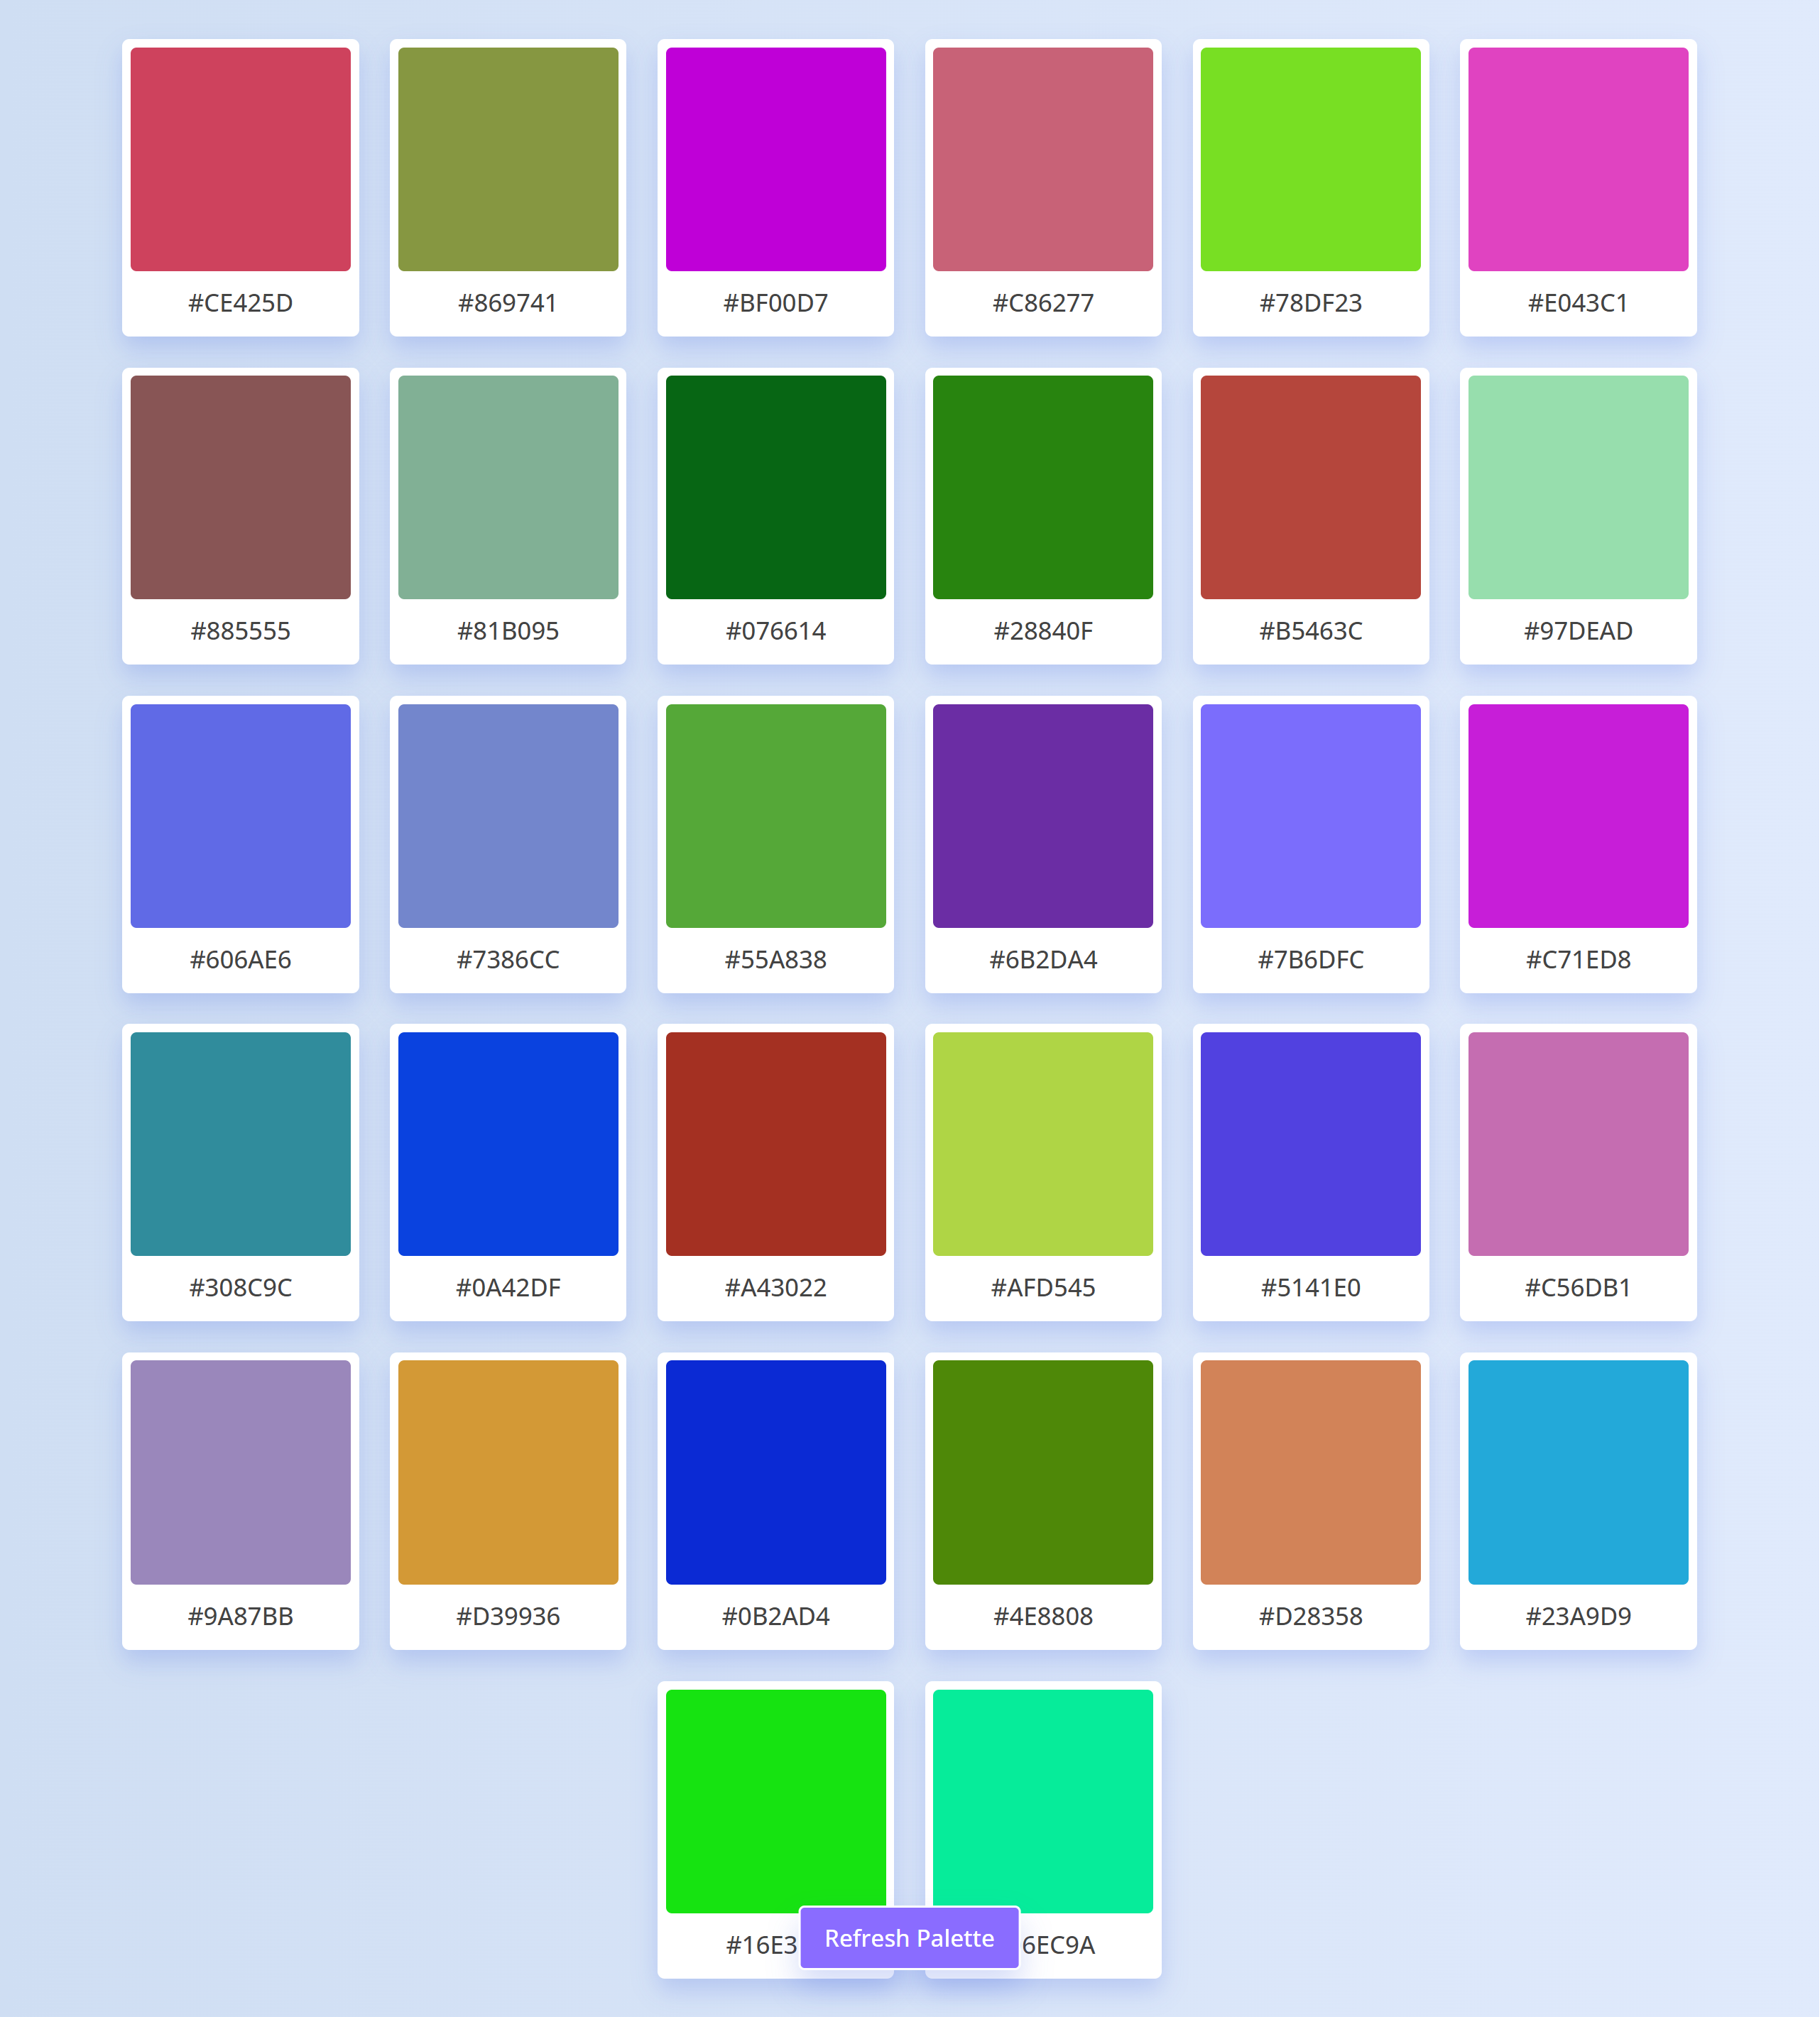 #CE425D #869741 #BF00D7 #C86277 #78DF23 #E043C1
#885555 #81B095 #076614 #28840F #B5463C #97DEAD
#606AE6 #7386CC #55A838 #6B2DA4 #7B6DFC #C71ED8
#308C9C #0A42DF #A43022 #AFD545 #5141E0 #C56DB1
#9A87BB #D39936 #0B2AD4 #4E8808 #D28358 #23A9D9
#16E3 Refresh Palette 6EC9A